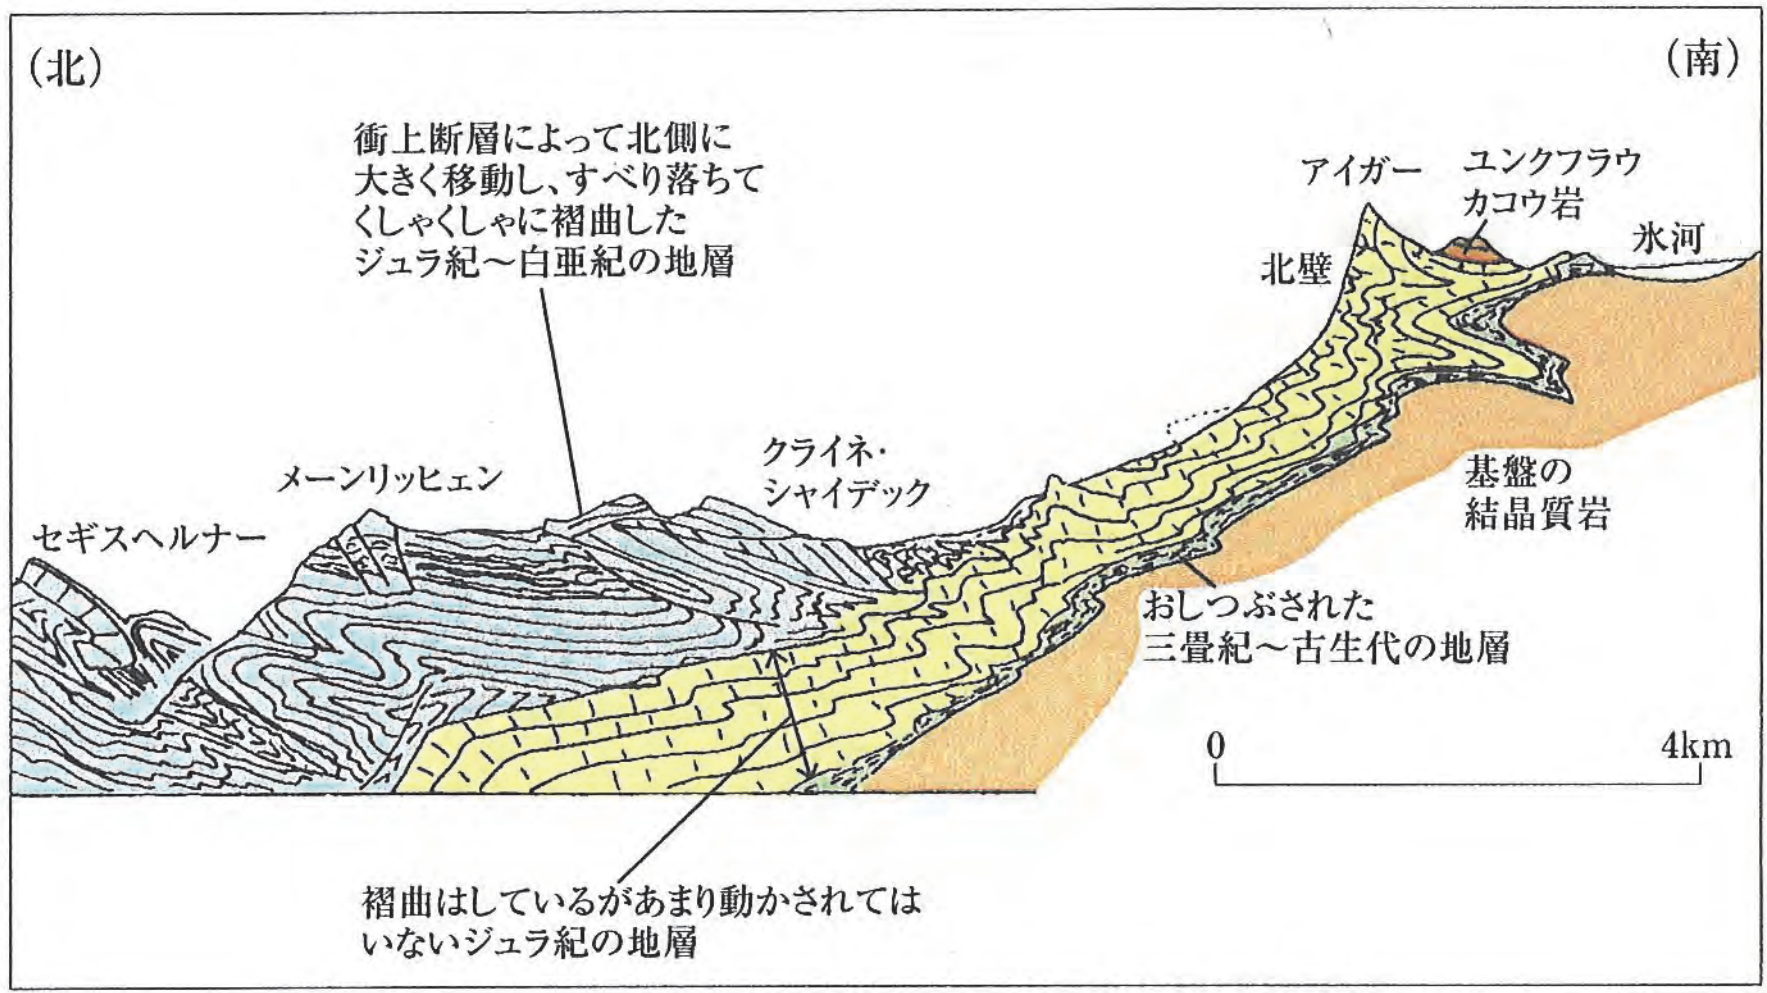 (北)
(南)
衝上断層によって北側に
大きく移動し、すべり落ちて
くしゃくしゃに褶曲した
ジュラ紀〜白亜紀の地層
アイガー
ユンクフラウ
カコウ岩
氷河
北壁
クライネ・
シャイデック
メーンリッヒェン
セギスヘルナー
基盤の
結晶質岩
おしつぶされた
三畳紀〜古生代の地層
0
4km
褶曲はしているがあまり動かされては
いないジュラ紀の地層